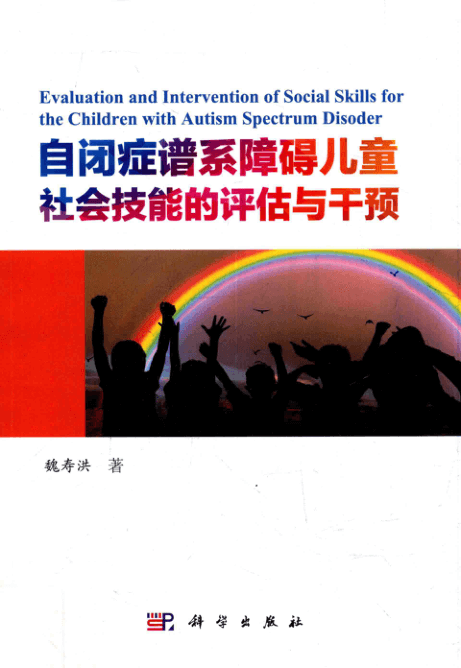 Evaluation and Intervention of Social Skills for
the Children with Autism Spectrum Disoder
自闭症谱系障碍儿童
社会技能的评估与干预
魏寿洪 著
SP 科学出版社